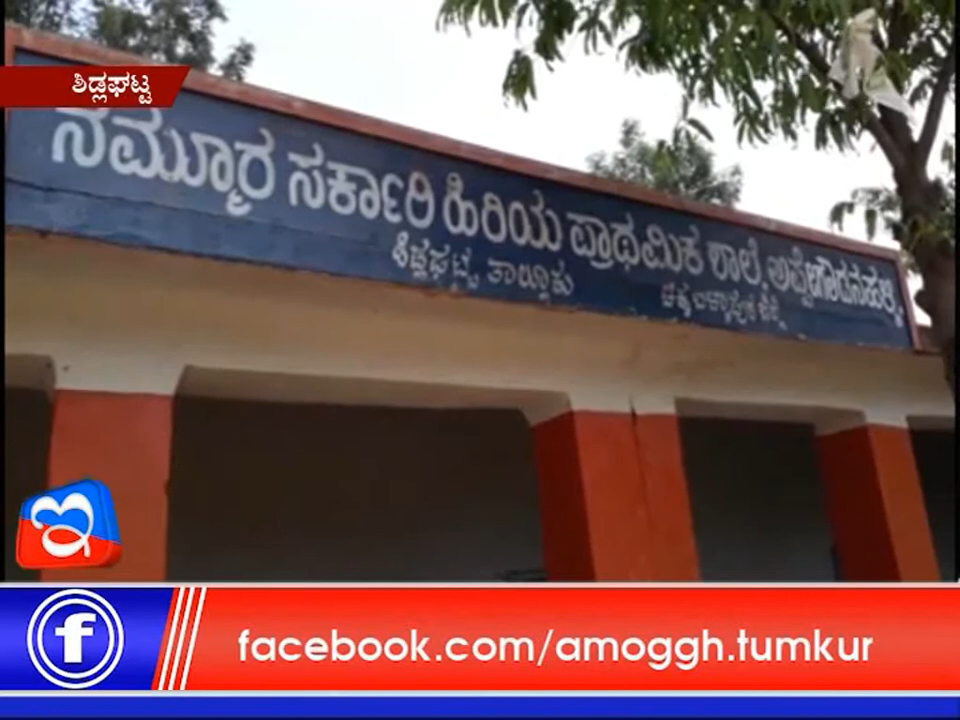 ಶಿಡ್ಲಘಟ್ಟ
ನಮ್ಮೂರ ಸರ್ಕಾರಿ ಹಿರಿಯ ಪ್ರಾಥಮಿಕ ಶಾಲೆ,
ಶಿಡ್ಲಘಟ್ಟ ತಾಲ್ಲೂಕು
facebook.com/amoggh.tumkur